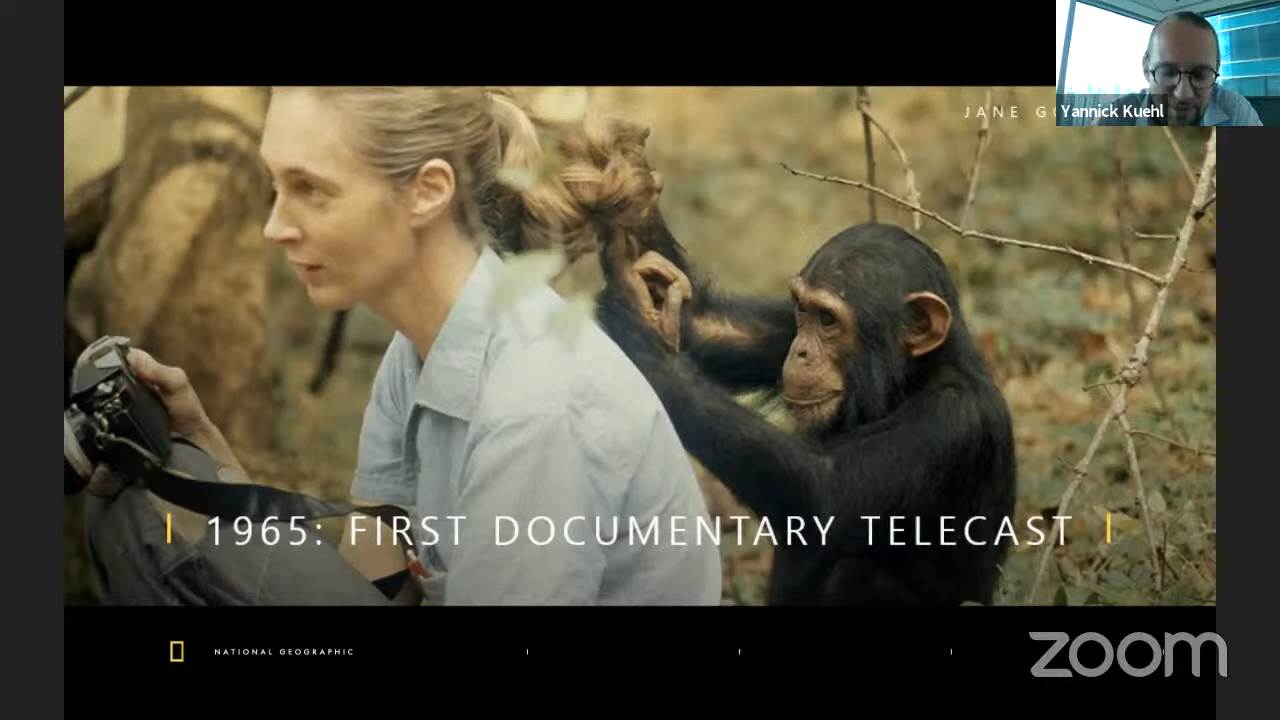 JANE G
Yannick Kuehl
1965: FIRST DOCUMENTARY TELECAST
NATIONAL GEOGRAPHIC
zoom